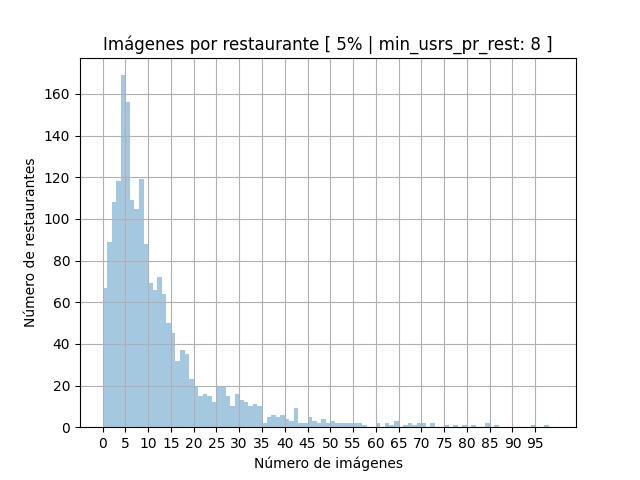 Imágenes por restaurante [ 5% | min_usrs_pr_rest: 8 ]
160
140
120
100
80
60
40
20
0
Número de restaurantes
0 5 10 15 20 25 30 35 40 45 50 55 60 65 70 75 80 85 90 95
Número de imágenes